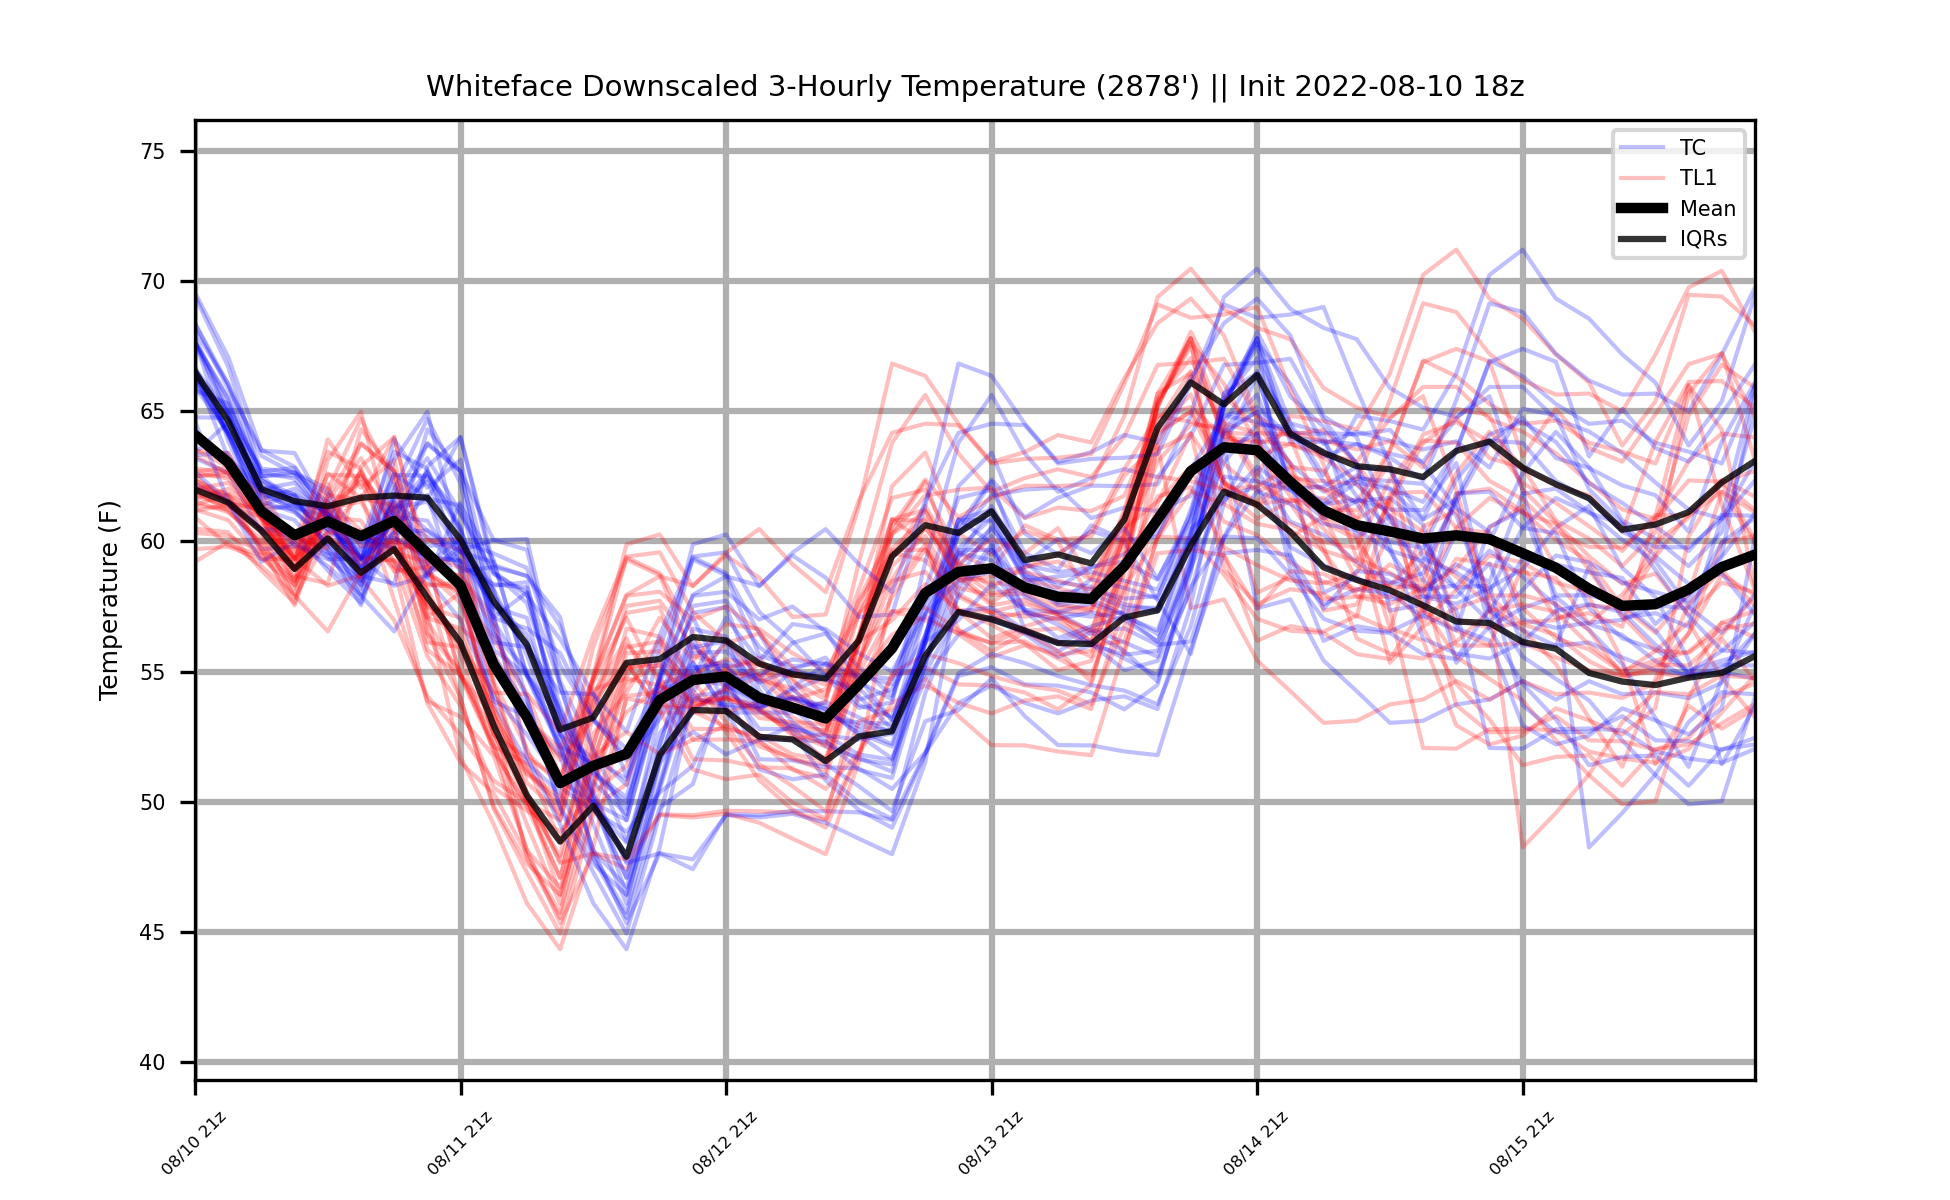 Whiteface Downscaled 3-Hourly Temperature (2878') || Init 2022-08-10 18z
TC
TL1
Mean
IQRs
Temperature (F)
75
70
65
60
55
50
45
40
08/10 21z
08/11 21z
08/12 21z
08/13 21z
08/14 21z
08/15 21z